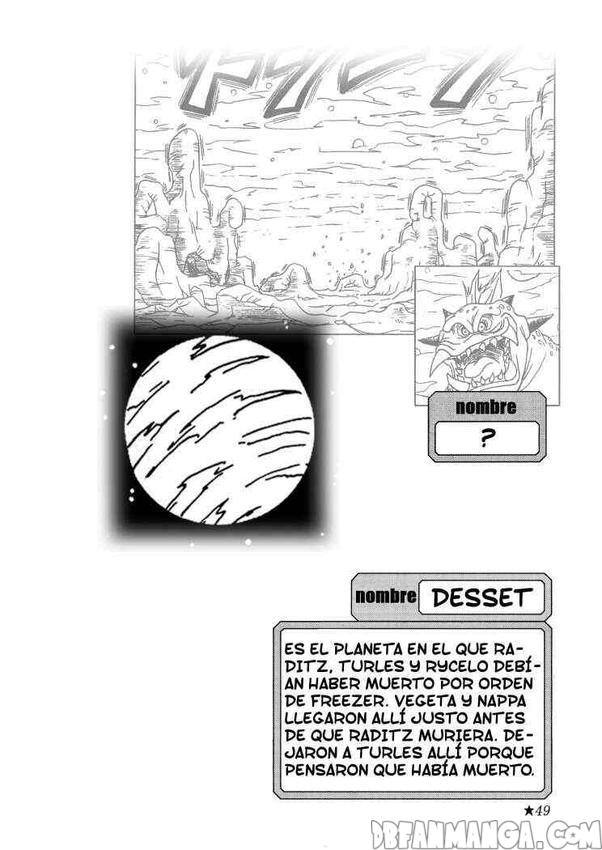 nombre
?
nombre DESSET
ES EL PLANETA EN EL QUE RA-
DITZ, TURLES Y RYCELO DEBÍ-
AN HABER MUERTO POR ORDEN
DE FREEZER. VEGETA Y NAPPA
LLEGARON ALLÍ JUSTO ANTES
DE QUE RADITZ MURIERA. DE-
JARON A TURLES ALLÍ PORQUE
PENSARON QUE HABÍA MUERTO.
★49
DBFANMANGA.COM